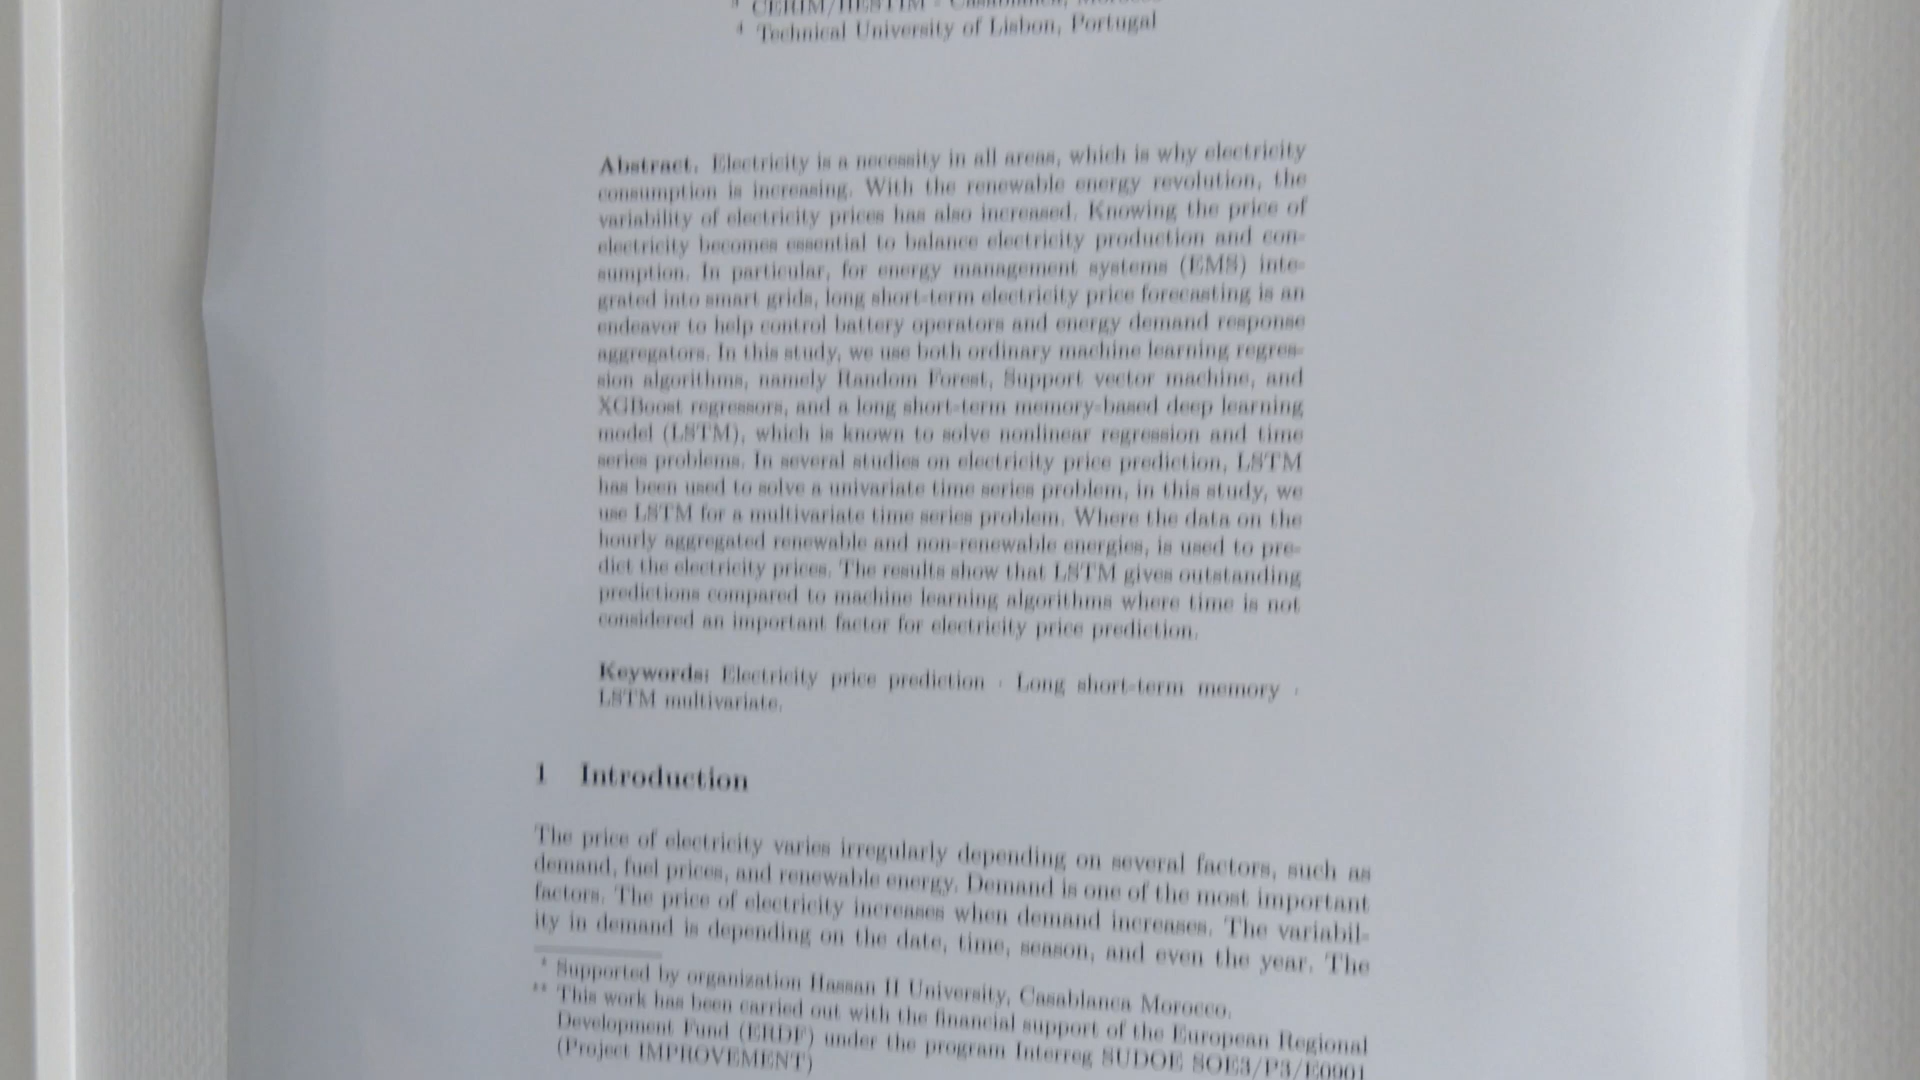 4 Technical University of Lisbon, Portugal
Abstract. Electricity is a necessity in all areas, which is why electricity
consumption is increasing. With the renewable energy revolution, the
variability of electricity prices has also increased. Knowing the price of
electricity becomes essential to balance electricity production and con-
sumption. In particular, for energy management systems (EMS) inte-
grated into smart grids, long short-term electricity price forecasting is an
endeavor to help control battery operators and energy demand response
aggregators. In this study, we use both ordinary machine learning regres-
sion algorithms, namely Random Forest, Support vector machine, and
XGBoost regressors, and a long short-term memory-based deep learning
model (LSTM), which is known to solve nonlinear regression and time
series problems. In several studies on electricity price prediction, LSTM
has been used to solve a univariate time series problem, in this study, we
use LSTM for a multivariate time series problem. Where the data on the
hourly aggregated renewable and non-renewable energies, is used to pre-
dict the electricity prices. The results show that LSTM gives outstanding
predictions compared to machine learning algorithms where time is not
considered an important factor for electricity price prediction.
Keywords: Electricity price prediction · Long short-term memory ·
LSTM multivariate.
1 Introduction
The price of electricity varies irregularly depending on several factors, such as
demand, fuel prices, and renewable energy. Demand is one of the most important
factors. The price of electricity increases when demand increases. The variabil-
ity in demand is depending on the date, time, season, and even the year. The
* Supported by organization Hassan II University, Casablanca Morocco.
** This work has been carried out with the financial support of the European Regional
Development Fund (ERDF) under the program Interreg SUDOE SOE3/P3/E0901
(Project IMPROVEMENT)